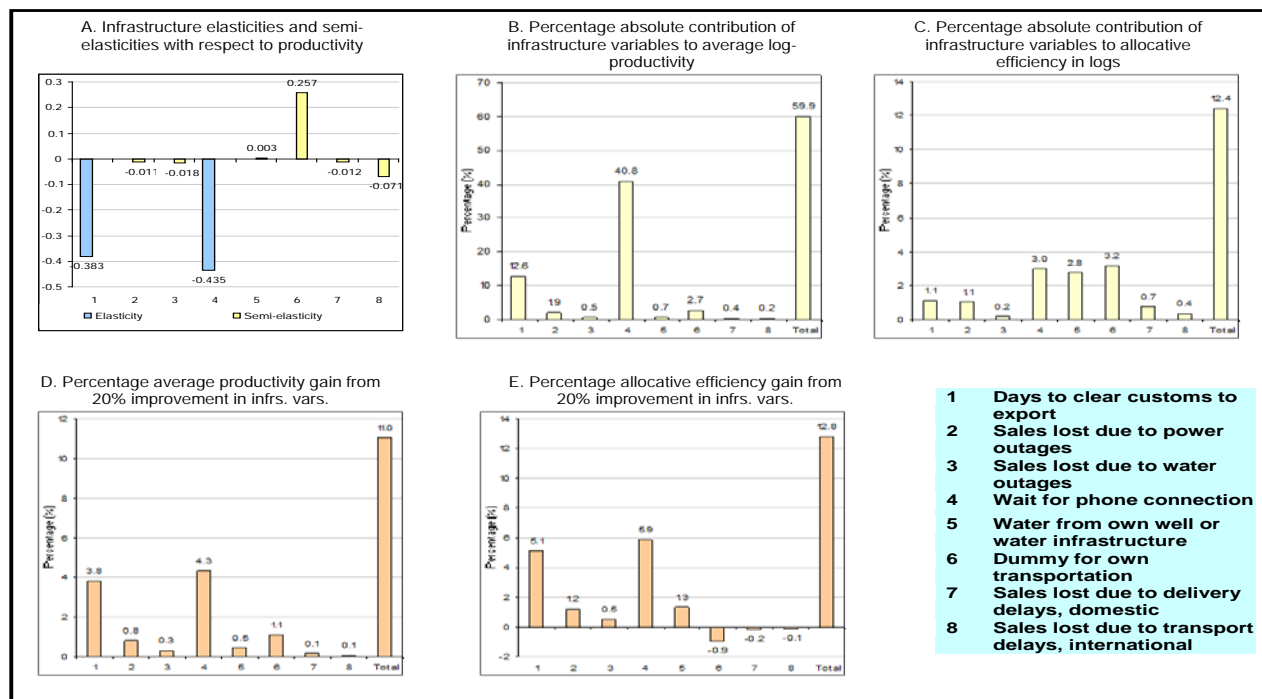 A. Infrastructure elasticities and semi-
elasticities with respect to productivity
0.3
0.2
0.1
0
-0.1
-0.2
-0.3
-0.4
-0.5
0.257
0.003
-0.011
-0.018
-0.012
-0.071
-0.383
-0.435
1 2 3 4 5 6 7 8
Elasticity Semi-elasticity
B. Percentage absolute contribution of
infrastructure variables to average log-
productivity
Percentage (%)
70
60
50
40
30
20
10
0
12.6 1.9 0.5 40.8 0.7 2.7 0.4 0.2 59.9
1 2 3 4 5 6 7 8 Total
C. Percentage absolute contribution of
infrastructure variables to allocative
efficiency in logs
Percentage (%)
14
12
10
8
6
4
2
0
1.1 1.1 0.2 3.0 2.8 3.2 0.7 0.4 12.4
1 2 3 4 5 6 7 8 Total
D. Percentage average productivity gain from
20% improvement in infrs. vars.
Percentage (%)
12
10
8
6
4
2
0
3.8 0.8 0.3 4.3 0.5 1.1 0.1 0.1 11.0
1 2 3 4 5 6 7 8 Total
E. Percentage allocative efficiency gain from
20% improvement in infrs. vars.
Percentage (%)
14
12
10
8
6
4
2
0
-2
5.1 1.2 0.5 5.9 1.3 -0.9 -0.2 -0.1 12.8
1 2 3 4 5 6 7 8 Total
1 Days to clear customs to
export
2 Sales lost due to power
outages
3 Sales lost due to water
outages
4 Wait for phone connection
5 Water from own well or
water infrastructure
6 Dummy for own
transportation
7 Sales lost due to delivery
delays, domestic
8 Sales lost due to transport
delays, international